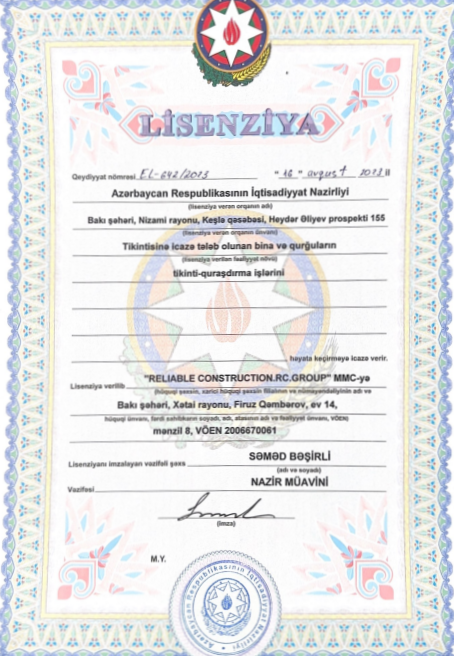 LİSENZİYA
Qeydiyyat nömrəsi EL-642/2023 "16" avqust 2023 il
Azərbaycan Respublikasının İqtisadiyyat Nazirliyi
(lisenziya verən orqanın adı)
Bakı şəhəri, Nizami rayonu, Keşlə qəsəbəsi, Heydər Əliyev prospekti 155
(lisenziya verən orqanın ünvanı)
Tikintisinə icazə tələb olunan bina və qurğuların
(lisenziya verilən fəaliyyət növü)
tikinti-quraşdırma işlərini
həyata keçirməyə icazə verir.
Lisenziya verilib "RELIABLE CONSTRUCTION.RC.GROUP" MMC-yə
(hüquqi şəxsin, xarici hüquqi şəxsin filialının və nümayəndəliyinin adı və
Bakı şəhəri, Xətai rayonu, Firuz Qəmbərov, ev 14,
hüquqi ünvanı, fərdi sahibkarın soyadı, adı, atasının adı və fəaliyyət ünvanı, VÖEN)
mənzil 8, VÖEN 2006670061
Lisenziyanı imzalayan vəzifəli şəxs SƏMƏD BƏŞİRLİ
(adı və soyadı)
Vəzifəsi NAZİR MÜAVİNİ
(imza)
M.Y.
Azərbaycan Respublikasının İqtisadiyyat Nazirliyi